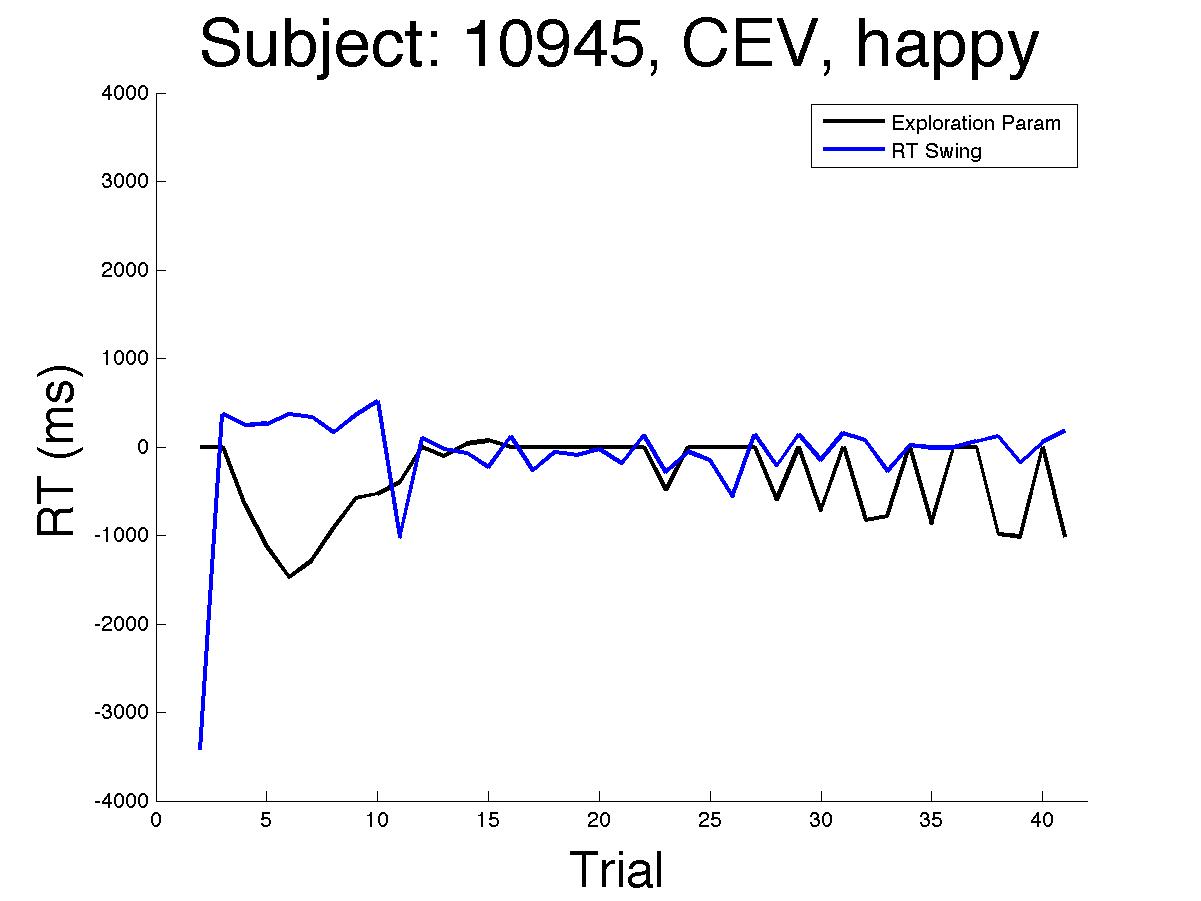 Subject: 10945, CEV, happy
4000
3000
2000
1000
0
-1000
-2000
-3000
-4000
RT (ms)
Exploration Param
RT Swing
0 5 10 15 20 25 30 35 40
Trial